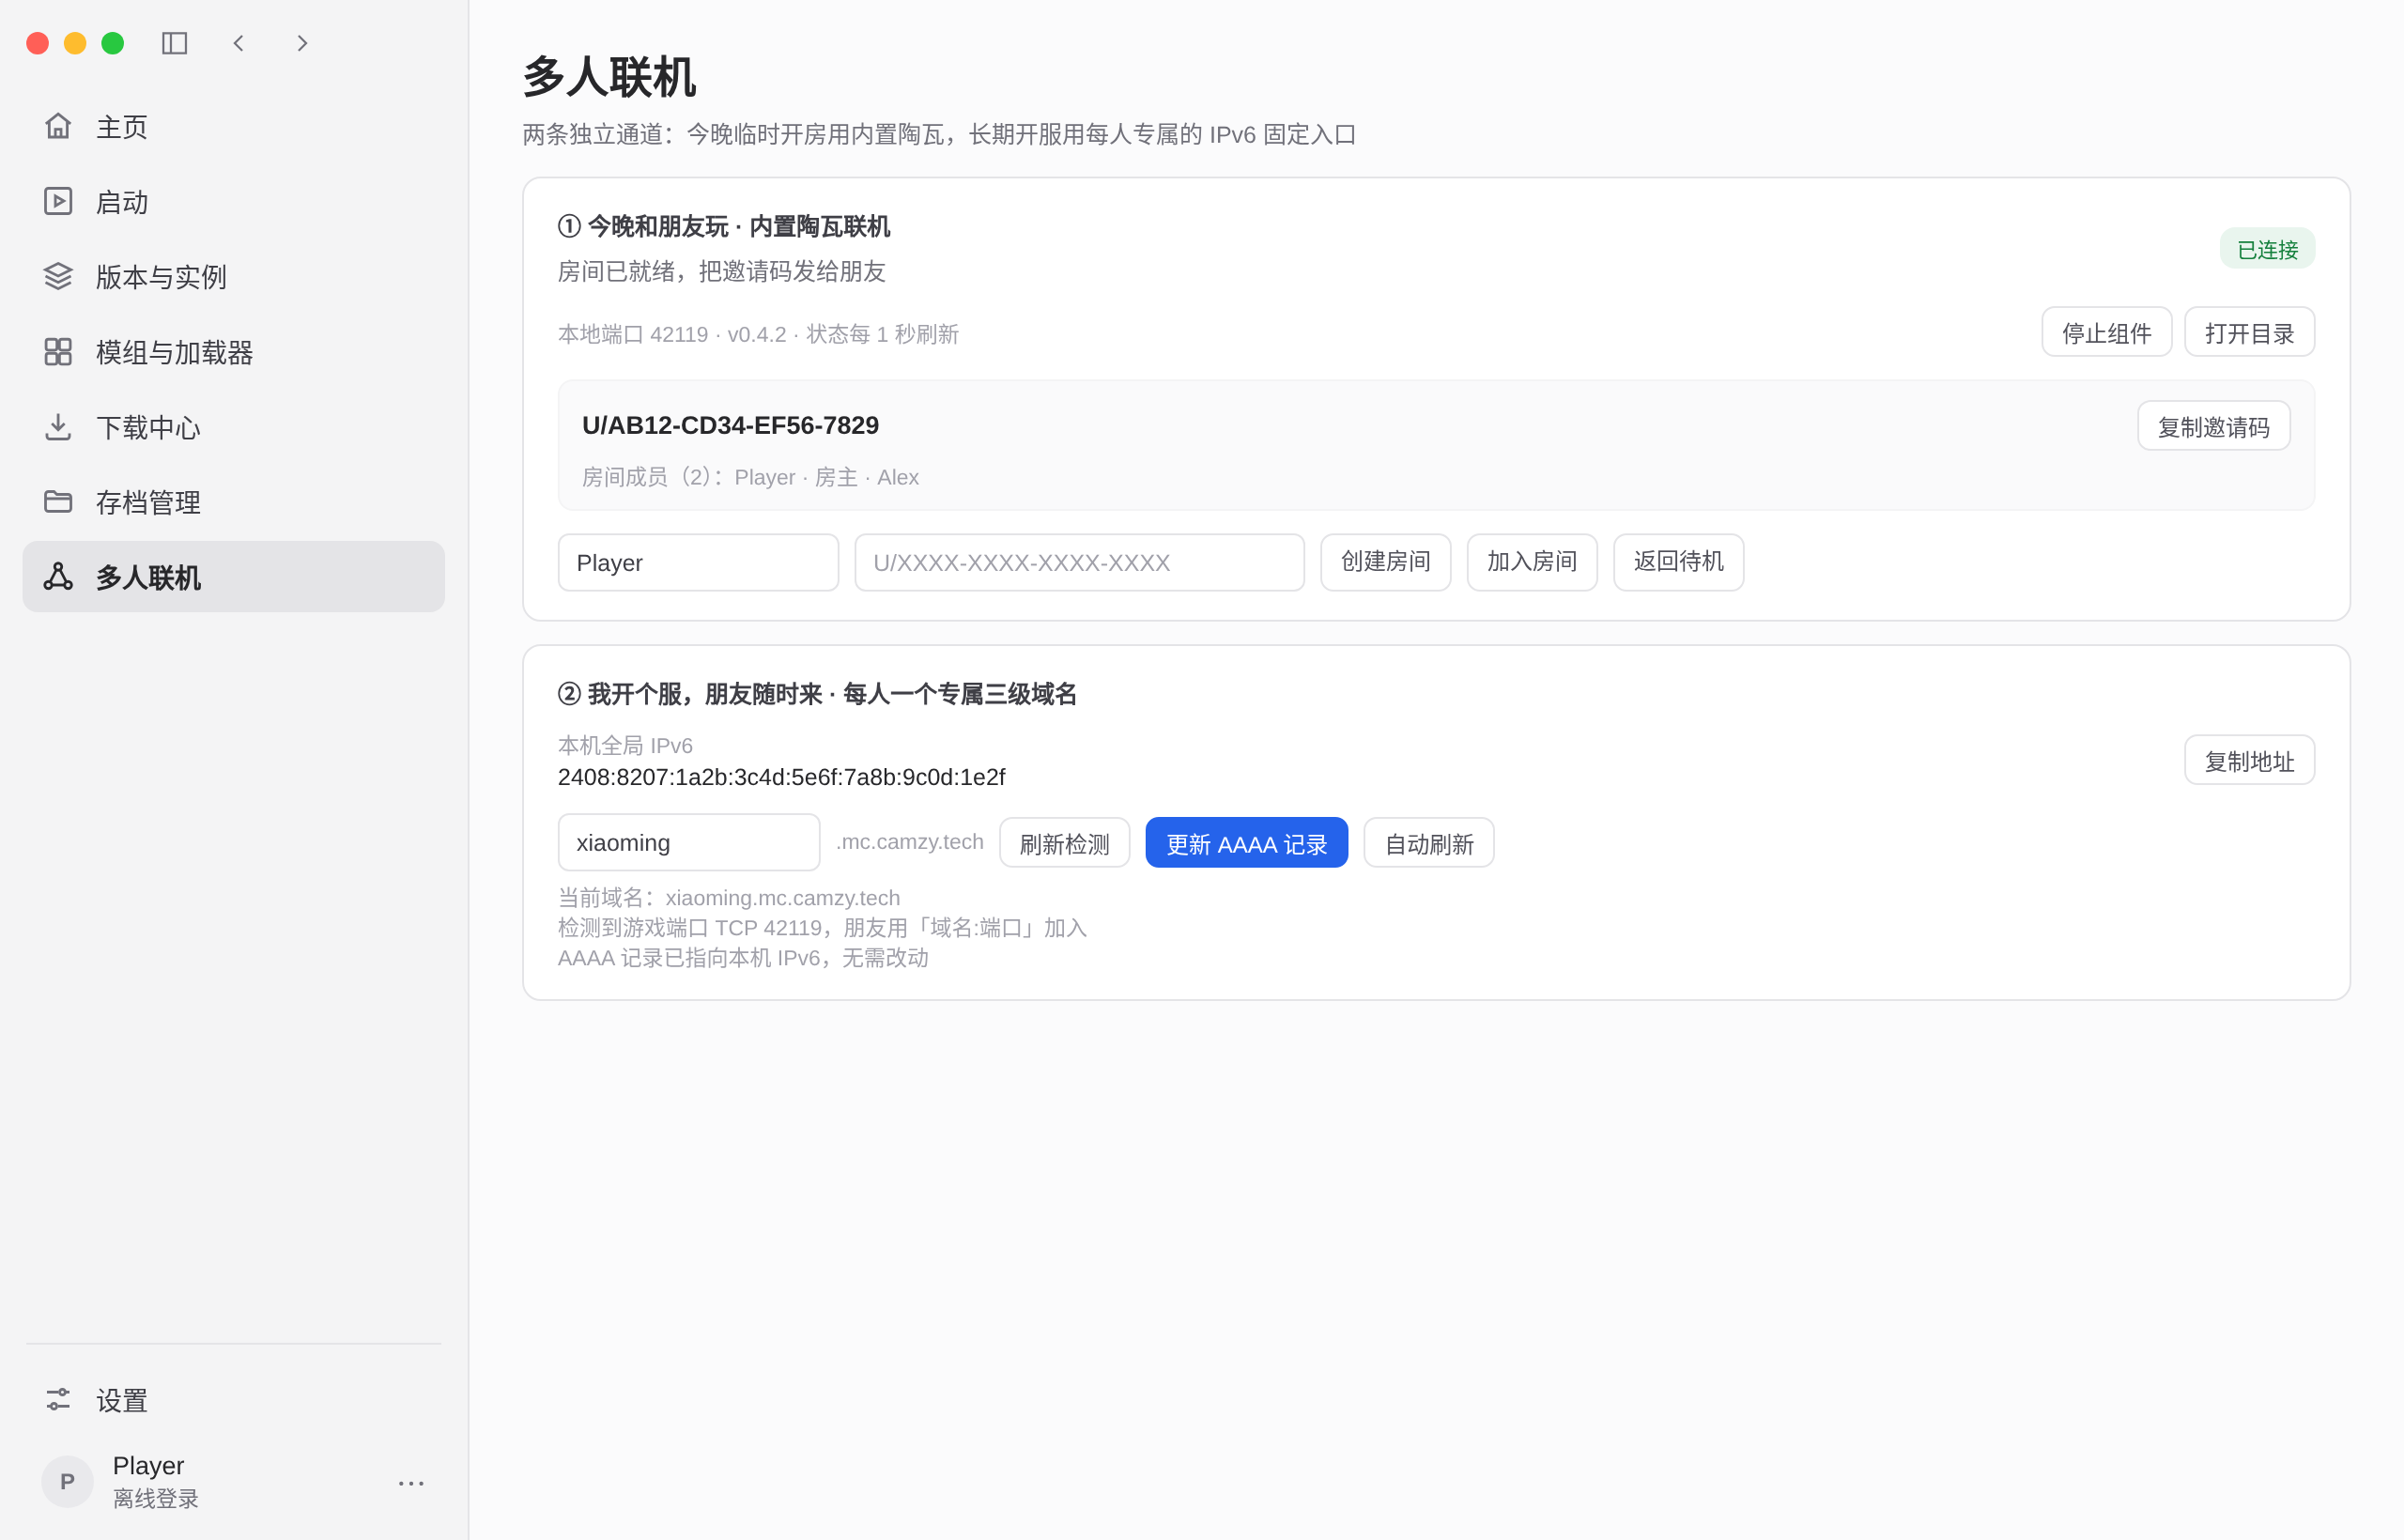 主页
启动
版本与实例
模组与加载器
下载中心
存档管理
多人联机
设置
P
Player
离线登录
多人联机
两条独立通道：今晚临时开房用内置陶瓦，长期开服用每人专属的 IPv6 固定入口
① 今晚和朋友玩 · 内置陶瓦联机
已连接
房间已就绪，把邀请码发给朋友
本地端口 42119 · v0.4.2 · 状态每 1 秒刷新
停止组件
打开目录
U/AB12-CD34-EF56-7829
复制邀请码
房间成员（2）：Player · 房主 · Alex
Player
U/XXXX-XXXX-XXXX-XXXX
创建房间
加入房间
返回待机
② 我开个服，朋友随时来 · 每人一个专属三级域名
本机全局 IPv6
2408:8207:1a2b:3c4d:5e6f:7a8b:9c0d:1e2f
复制地址
xiaoming
.mc.camzy.tech
刷新检测
更新 AAAA 记录
自动刷新
当前域名：xiaoming.mc.camzy.tech
检测到游戏端口 TCP 42119，朋友用「域名:端口」加入
AAAA 记录已指向本机 IPv6，无需改动